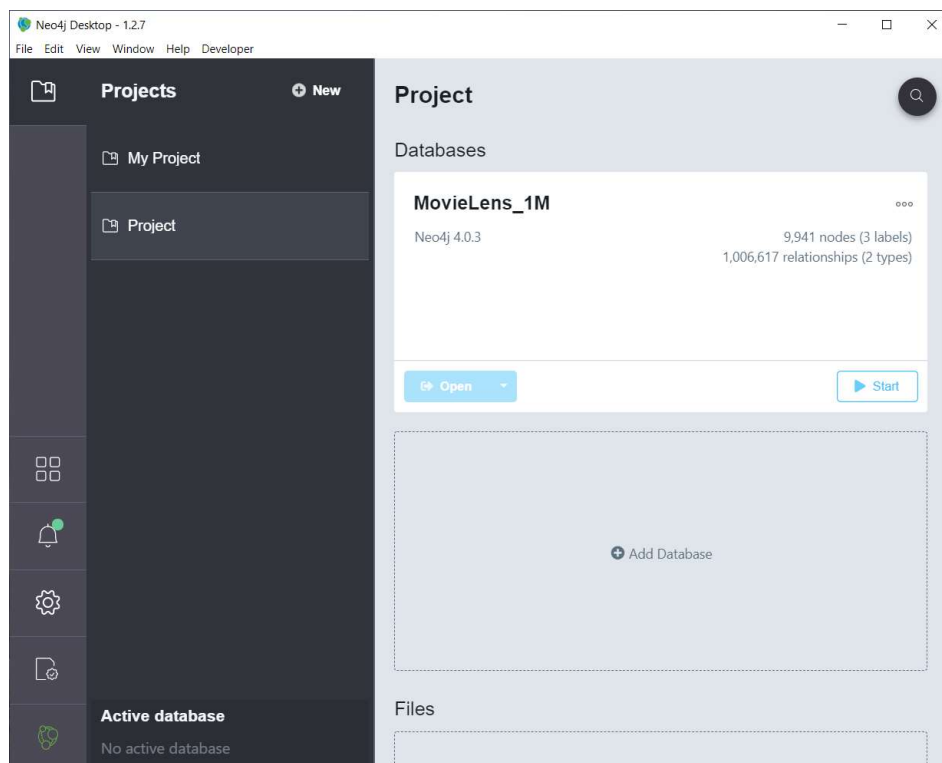 Neo4j Desktop - 1.2.7
File Edit View Window Help Developer
Projects
New
My Project
Project
Active database
No active database
Project
Databases
MovieLens_1M
Neo4j 4.0.3
9,941 nodes (3 labels)
1,006,617 relationships (2 types)
Open
Start
Add Database
Files